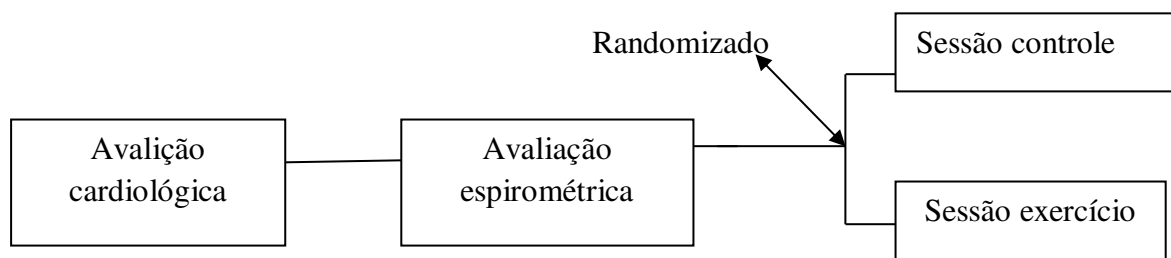 Randomizado
Sessão controle
Avalição
cardiológica
Avaliação
espirométrica
Sessão exercício